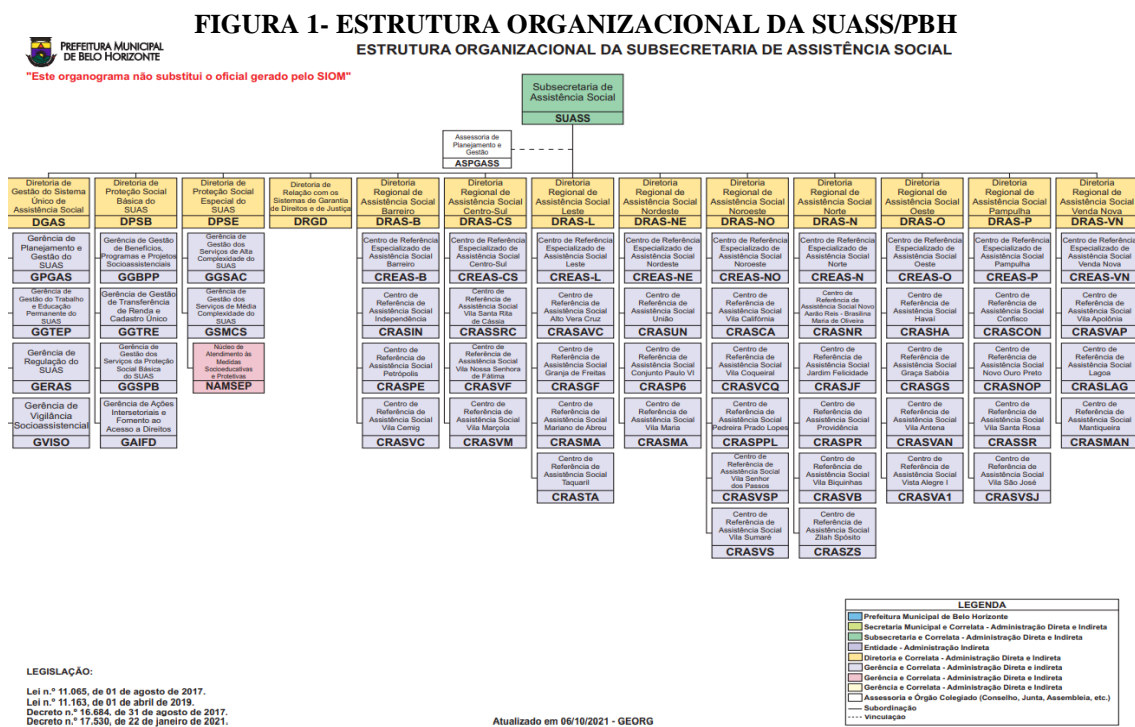 FIGURA 1- ESTRUTURA ORGANIZACIONAL DA SUASS/PBH
PREFEITURA MUNICIPAL
DE BELO HORIZONTE
ESTRUTURA ORGANIZACIONAL DA SUBSECRETARIA DE ASSISTÊNCIA SOCIAL
"Este organograma não substitui o oficial gerado pelo SIOM"
Subsecretaria de
Assistência Social
SUASS
Assessoria de
Planejamento e
Gestão
ASPGASS
Diretoria de
Gestão do Sistema
Único de
Assistência Social
DGAS
Gerência de
Planejamento e
Gestão do
SUAS
GPGAS
Gerência de
Gestão do Trabalho
e Educação
Permanente do
SUAS
GGTEP
Gerência de
Regulação do
SUAS
GERAS
Gerência de
Vigilância
Socioassistencial
GVISO
Diretoria de
Proteção Social
Básica do
SUAS
DPSB
Gerência de Gestão
de Benefícios,
Programas e Projetos
Socioassistenciais
GGBPP
Gerência de Gestão
de Transferência
de Renda e
Cadastro Único
GGTRE
Gerência de
Gestão dos
Serviços da Proteção
Social Básica
do SUAS
GGSPB
Gerência de Ações
Intersetoriais e
Fomento ao
Acesso a Direitos
GAIFD
Diretoria de
Proteção Social
Especial do
SUAS
DPSE
Gerência de
Gestão dos
Serviços de Alta
Complexidade do
SUAS
GGSAC
Gerência de
Gestão dos
Serviços de Média
Complexidade do
SUAS
GSMCS
Núcleo de
Atendimento às
Medidas
Socioeducativas
e Protetivas
NAMSEP
Diretoria de
Relação com os
Sistemas de Garantia
de Direitos e de Justiça
DRGD
Diretoria
Regional de
Assistência Social
Barreiro
DRAS-B
Centro de Referência
Especializado de
Assistência Social
Barreiro
CREAS-B
Centro de
Referência de
Assistência Social
Independência
CRASIN
Centro de
Referência de
Assistência Social
Petrópolis
CRASPE
Centro de
Referência de
Assistência Social
Vila Cemig
CRASVC
Diretoria
Regional de
Assistência Social
Centro-Sul
DRAS-CS
Centro de Referência
Especializado de
Assistência Social
Centro-Sul
CREAS-CS
Centro de
Referência de
Assistência Social
Vila Santa Rita
de Cássia
CRASSRC
Centro de
Referência de
Assistência Social
Vila Nossa Senhora
de Fátima
CRASVF
Centro de
Referência de
Assistência Social
Vila Marçola
CRASVM
Diretoria
Regional de
Assistência Social
Leste
DRAS-L
Centro de Referência
Especializado de
Assistência Social
Leste
CREAS-L
Centro de
Referência de
Assistência Social
Alto Vera Cruz
CRASAVC
Centro de
Referência de
Assistência Social
Granja de Freitas
CRASGF
Centro de
Referência de
Assistência Social
Mariano de Abreu
CRASMA
Centro de
Referência de
Assistência Social
Taquaril
CRASTA
Diretoria
Regional de
Assistência Social
Nordeste
DRAS-NE
Centro de Referência
Especializado de
Assistência Social
Nordeste
CREAS-NE
Centro de
Referência de
Assistência Social
União
CRASUN
Centro de
Referência de
Assistência Social
Conjunto Paulo VI
CRASP6
Centro de
Referência de
Assistência Social
Vila Maria
CRASMA
Diretoria
Regional de
Assistência Social
Noroeste
DRAS-NO
Centro de Referência
Especializado de
Assistência Social
Noroeste
CREAS-NO
Centro de
Referência de
Assistência Social
Vila Califórnia
CRASCA
Centro de
Referência de
Assistência Social
Vila Coqueiral
CRASVCQ
Centro de
Referência de
Assistência Social
Pedreira Prado Lopes
CRASPPL
Centro de
Referência de
Assistência Social
Vila Senhor
dos Passos
CRASVSP
Centro de
Referência de
Assistência Social
Vila Sumaré
CRASVS
Diretoria
Regional de
Assistência Social
Norte
DRAS-N
Centro de Referência
Especializado de
Assistência Social
Norte
CREAS-N
Centro de
Referência de
Assistência Social Novo
Aarão Reis - Brasilina
Maria de Oliveira
CRASNR
Centro de
Referência de
Assistência Social
Jardim Felicidade
CRASJF
Centro de
Referência de
Assistência Social
Providência
CRASPR
Centro de
Referência de
Assistência Social
Vila Biquinhas
CRASVB
Centro de
Referência de
Assistência Social
Zilah Spósito
CRASZS
Diretoria
Regional de
Assistência Social
Oeste
DRAS-O
Centro de Referência
Especializado de
Assistência Social
Oeste
CREAS-O
Centro de
Referência de
Assistência Social
Havaí
CRASHA
Centro de
Referência de
Assistência Social
Graça Sabóia
CRASGS
Centro de
Referência de
Assistência Social
Vila Antena
CRASVAN
Centro de
Referência de
Assistência Social
Vista Alegre I
CRASVA1
Diretoria
Regional de
Assistência Social
Pampulha
DRAS-P
Centro de Referência
Especializado de
Assistência Social
Pampulha
CREAS-P
Centro de
Referência de
Assistência Social
Confisco
CRASCON
Centro de
Referência de
Assistência Social
Novo Ouro Preto
CRASNOP
Centro de
Referência de
Assistência Social
Vila Santa Rosa
CRASSR
Centro de
Referência de
Assistência Social
Vila São José
CRASVSJ
Diretoria
Regional de
Assistência Social
Venda Nova
DRAS-VN
Centro de Referência
Especializado de
Assistência Social
Venda Nova
CREAS-VN
Centro de
Referência de
Assistência Social
Vila Apolônia
CRASVAP
Centro de
Referência de
Assistência Social
Lagoa
CRASLAG
Centro de
Referência de
Assistência Social
Mantiqueira
CRASMAN
LEGENDA
Prefeitura Municipal de Belo Horizonte
Secretaria Municipal e Correlata - Administração Direta e Indireta
Subsecretaria e Correlata - Administração Direta e Indireta
Entidade - Administração Indireta
Diretoria e Correlata - Administração Direta e Indireta
Gerência e Correlata - Administração Direta e Indireta
Gerência e Correlata - Administração Direta e Indireta
Gerência e Correlata - Administração Direta e Indireta
Assessoria e Órgão Colegiado (Conselho, Junta, Assembleia, etc.)
Subordinação
Vinculação
LEGISLAÇÃO:
Lei n.º 11.065, de 01 de agosto de 2017.
Lei n.º 11.163, de 01 de abril de 2019.
Decreto n.º 16.684, de 31 de agosto de 2017.
Decreto n.º 17.530, de 22 de janeiro de 2021.
Atualizado em 06/10/2021 - GEORG